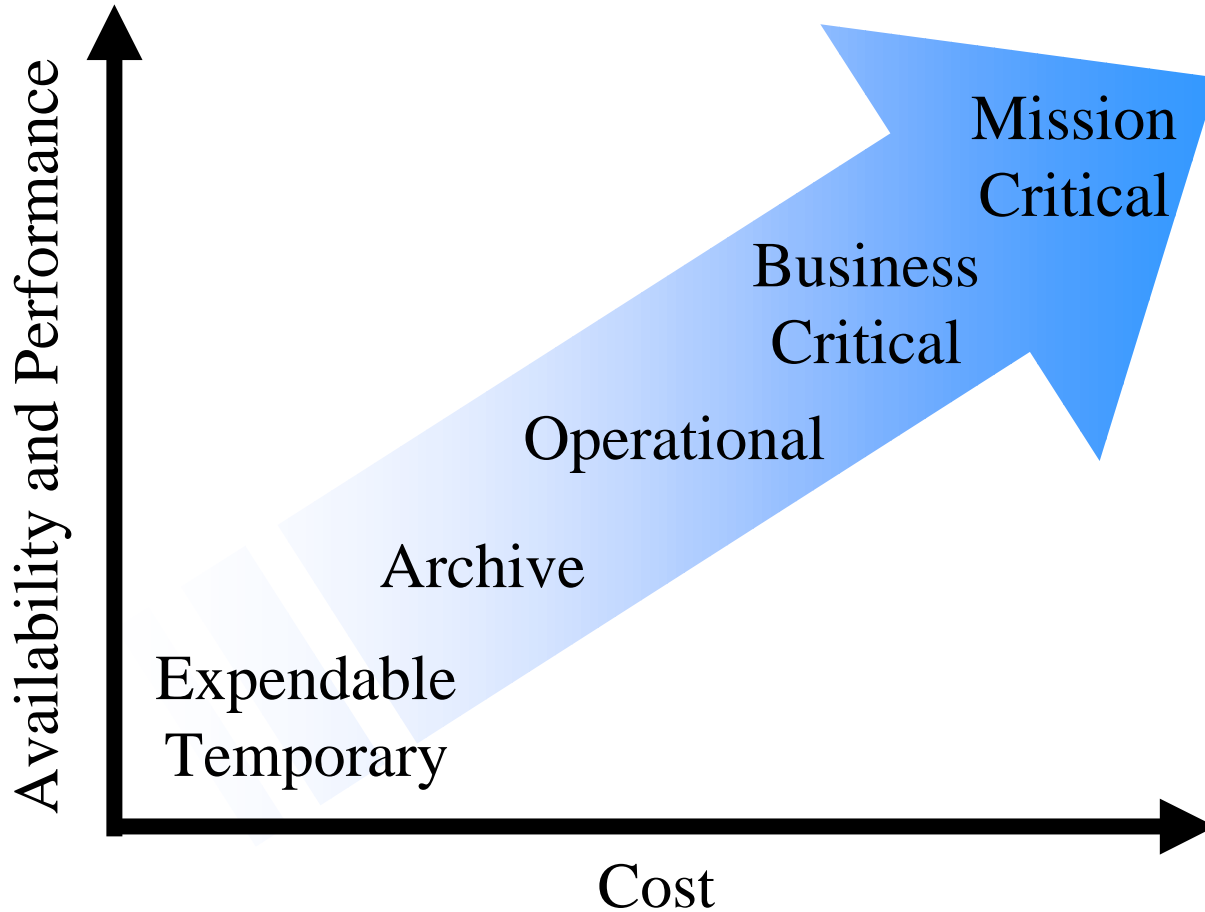 Availability and Performance
Mission
Critical
Business
Critical
Operational
Archive
Expendable
Temporary
Cost